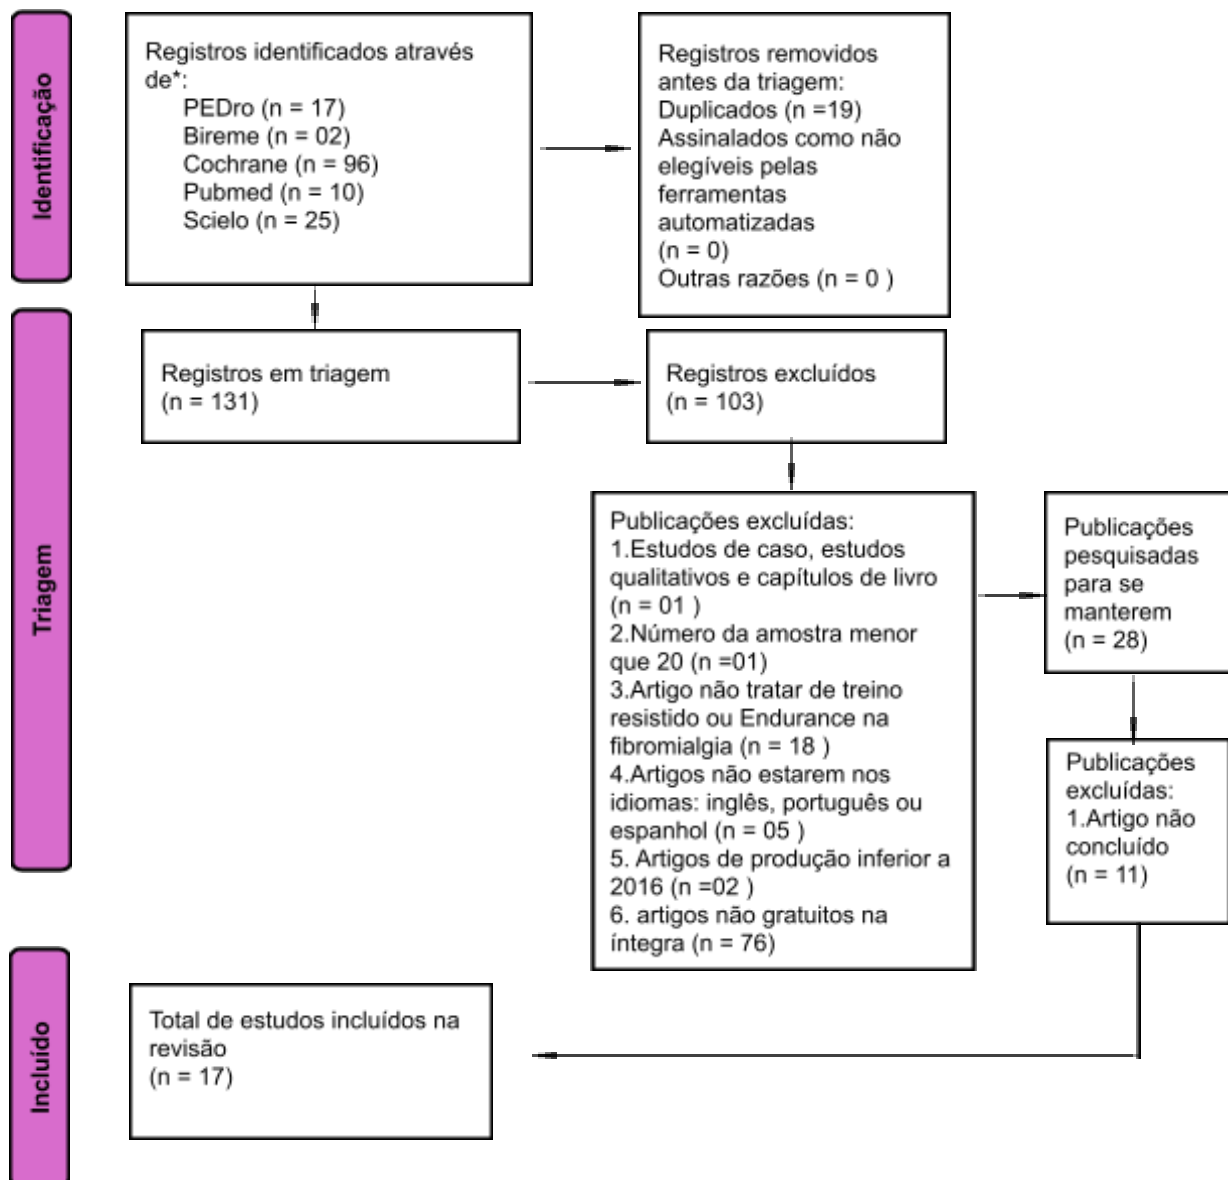 Identificação
Registros identificados através
de*:
PEDro (n = 17)
Bireme (n = 02)
Cochrane (n = 96)
Pubmed (n = 10)
Scielo (n = 25)
Registros removidos
antes da triagem:
Duplicados (n =19)
Assinalados como não
elegíveis pelas
ferramentas
automatizadas
(n = 0)
Outras razões (n = 0 )
Triagem
Registros em triagem
(n = 131)
Registros excluídos
(n = 103)
Publicações excluídas:
1.Estudos de caso, estudos
qualitativos e capítulos de livro
(n = 01 )
2.Número da amostra menor
que 20 (n =01)
3.Artigo não tratar de treino
resistido ou Endurance na
fibromialgia (n = 18 )
4.Artigos não estarem nos
idiomas: inglês, português ou
espanhol (n = 05 )
5. Artigos de produção inferior a
2016 (n =02 )
6. artigos não gratuitos na
íntegra (n = 76)
Publicações
pesquisadas
para se
manterem
(n = 28)
Publicações
excluídas:
1.Artigo não
concluído
(n = 11)
Incluído
Total de estudos incluídos na
revisão
(n = 17)